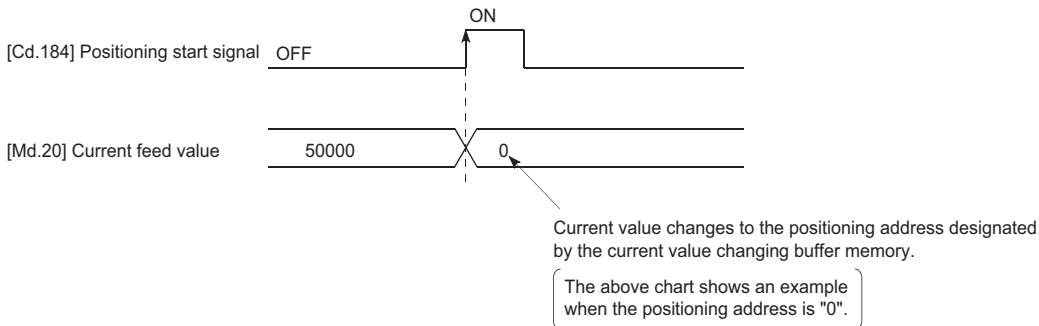 ON
[Cd.184] Positioning start signal OFF
[Md.20] Current feed value 50000 0
Current value changes to the positioning address designated
by the current value changing buffer memory.
The above chart shows an example
when the positioning address is "0".